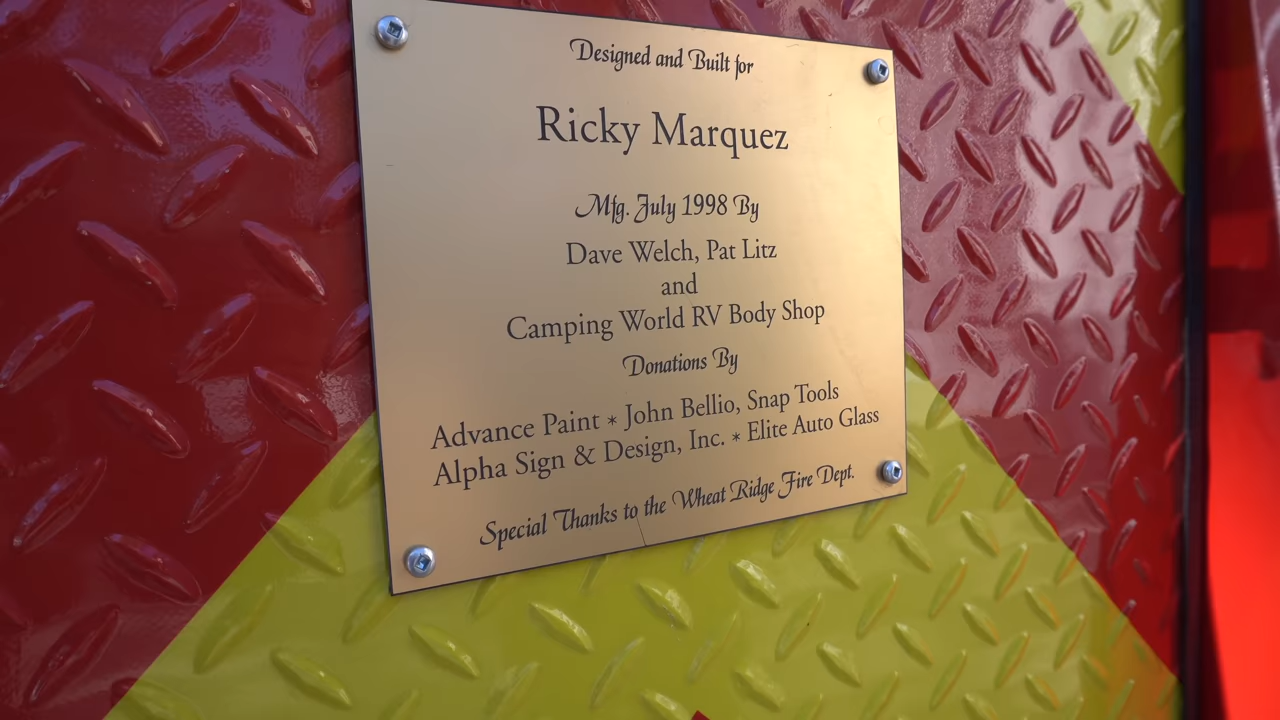 Designed and Built for
Ricky Marquez
Mfg. July 1998 By
Dave Welch, Pat Litz
and
Camping World RV Body Shop
Donations By
Advance Paint * John Bellio, Snap Tools
Alpha Sign & Design, Inc. * Elite Auto Glass
Special Thanks to the Wheat Ridge Fire Dept.